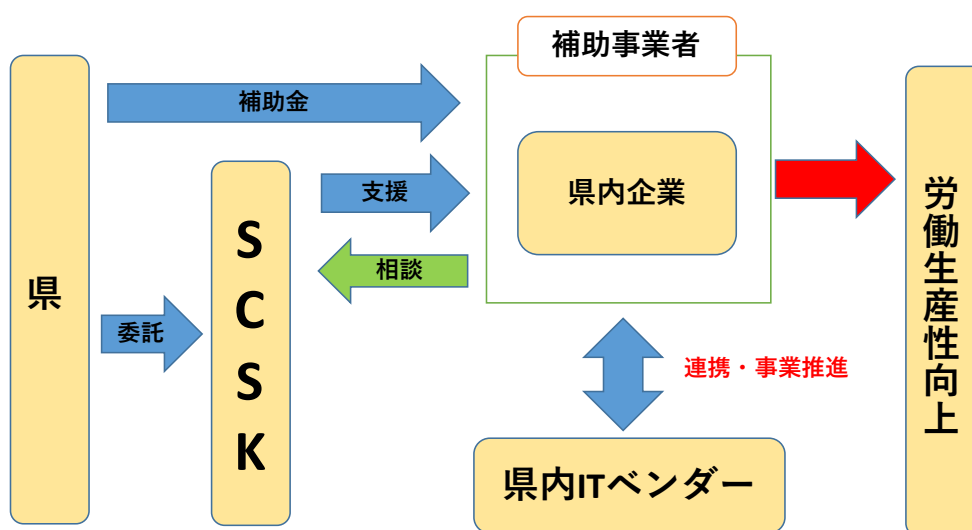 補助事業者
補助金
県
SCSK
支援
県内企業
労働生産性向上
相談
委託
連携・事業推進
県内ITベンダー